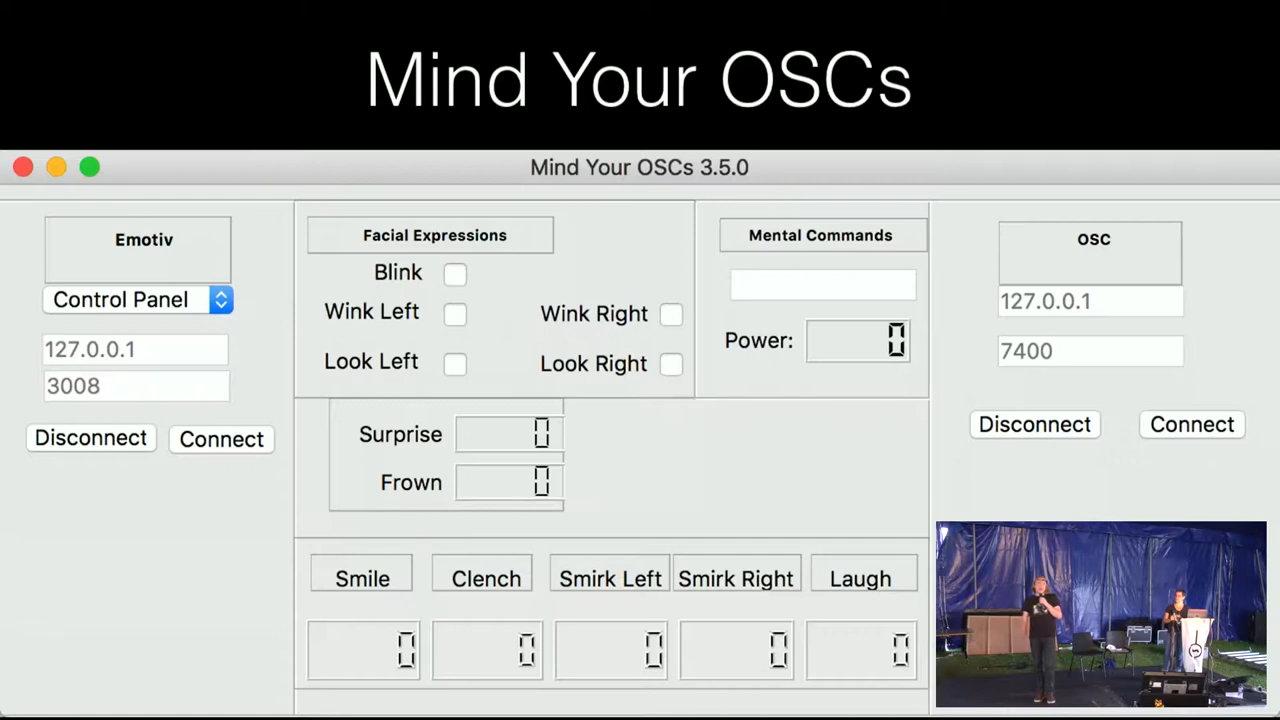 Mind Your OSCs
Mind Your OSCs 3.5.0
Emotiv
Control Panel
127.0.0.1
3008
Disconnect
Connect
Facial Expressions
Blink
Wink Left
Wink Right
Look Left
Look Right
Surprise
0
Frown
0
Mental Commands
Power:
0
OSC
127.0.0.1
7400
Disconnect
Connect
Smile
Clench
Smirk Left
Smirk Right
Laugh
0
0
0
0
0